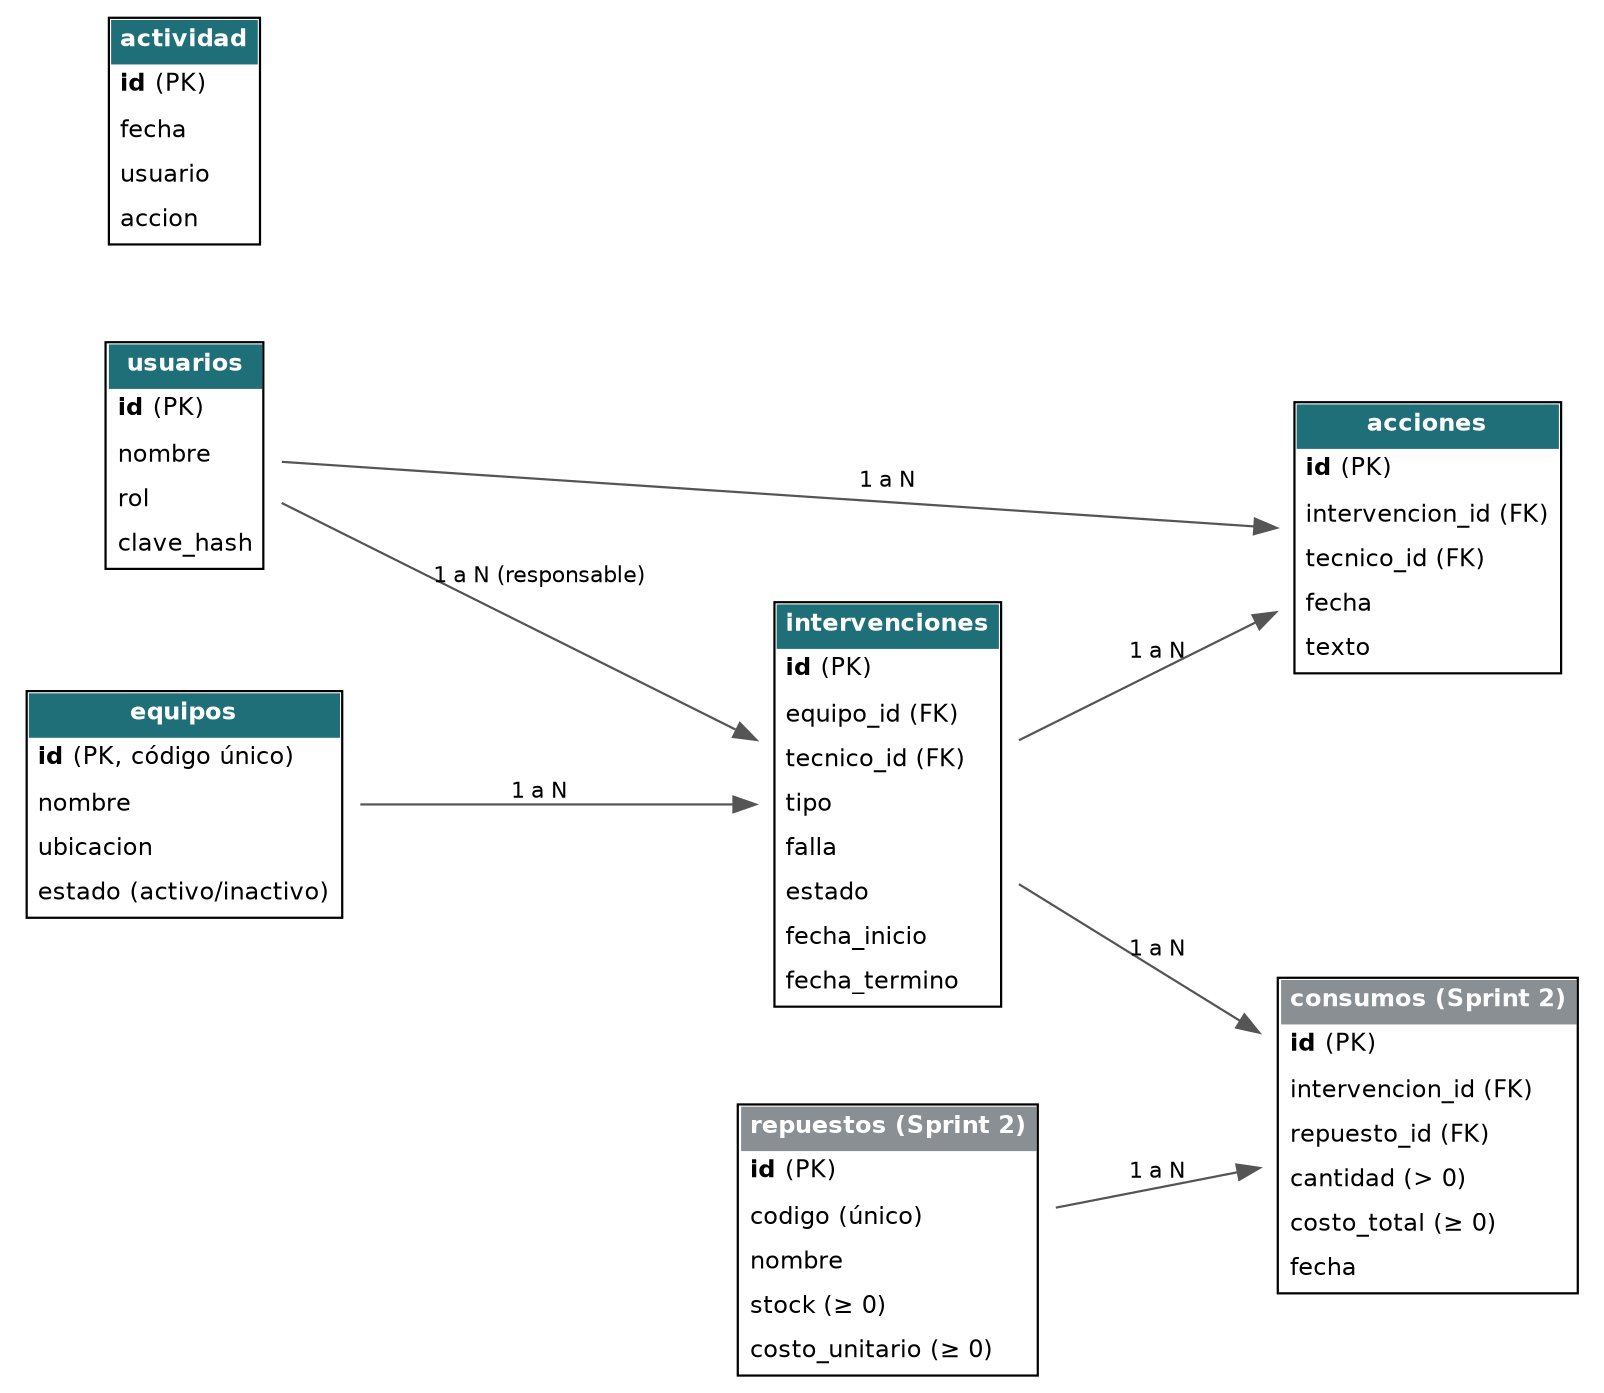 actividad
id (PK)
fecha
usuario
accion
usuarios
id (PK)
nombre
rol
clave_hash
1 a N
1 a N (responsable)
acciones
id (PK)
intervencion_id (FK)
tecnico_id (FK)
fecha
texto
equipos
id (PK, código único)
nombre
ubicacion
estado (activo/inactivo)
1 a N
intervenciones
id (PK)
equipo_id (FK)
tecnico_id (FK)
tipo
falla
estado
fecha_inicio
fecha_termino
1 a N
1 a N
consumos (Sprint 2)
id (PK)
intervencion_id (FK)
repuesto_id (FK)
cantidad (> 0)
costo_total (≥ 0)
fecha
repuestos (Sprint 2)
id (PK)
codigo (único)
nombre
stock (≥ 0)
costo_unitario (≥ 0)
1 a N